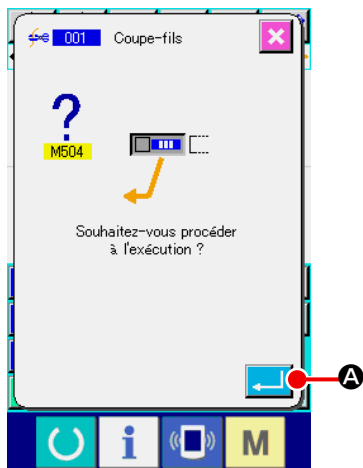 001 Coupe-fils
?
M504
Souhaitez-vous procéder
à l'exécution ?
A
i
M